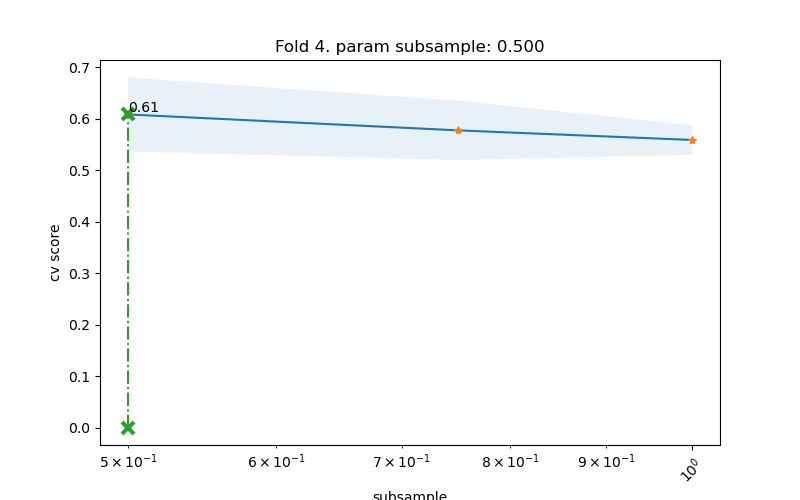 Fold 4. param subsample: 0.500
0.7
0.6
0.5
0.4
0.3
0.2
0.1
0.0
cv score
0.61
5 × 10⁻¹
6 × 10⁻¹
7 × 10⁻¹
8 × 10⁻¹
9 × 10⁻¹
10⁰
subsample